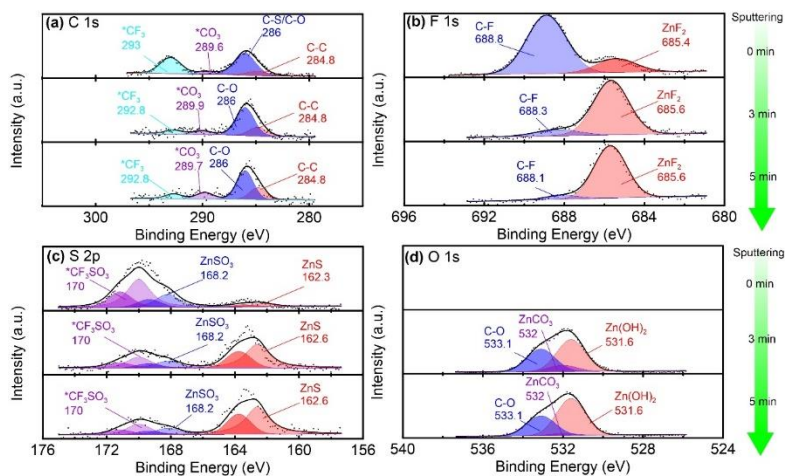 (a) C 1s
*CF3
293
*CO3
289.6
C-S/C-O
286
C-C
284.8
*CF3
292.8
*CO3
289.9
C-O
286
C-C
284.8
*CF3
292.8
*CO3
289.7
C-O
286
C-C
284.8
Intensity (a.u.)
300
290
280
Binding Energy (eV)
(b) F 1s
C-F
688.8
ZnF2
685.4
C-F
688.3
ZnF2
685.6
C-F
688.1
ZnF2
685.6
Intensity (a.u.)
696
692
688
684
680
Binding Energy (eV)
Sputtering
0 min
3 min
5 min
(c) S 2p
*CF3SO3
170
ZnSO3
168.2
ZnS
162.3
*CF3SO3
170
ZnSO3
168.2
ZnS
162.6
*CF3SO3
170
ZnSO3
168.2
ZnS
162.6
Intensity (a.u.)
176
172
168
164
160
156
Binding Energy (eV)
(d) O 1s
C-O
533.1
ZnCO3
532
Zn(OH)2
531.6
C-O
533.1
ZnCO3
532
Zn(OH)2
531.6
Intensity (a.u.)
540
536
532
528
524
Binding Energy (eV)
Sputtering
0 min
3 min
5 min